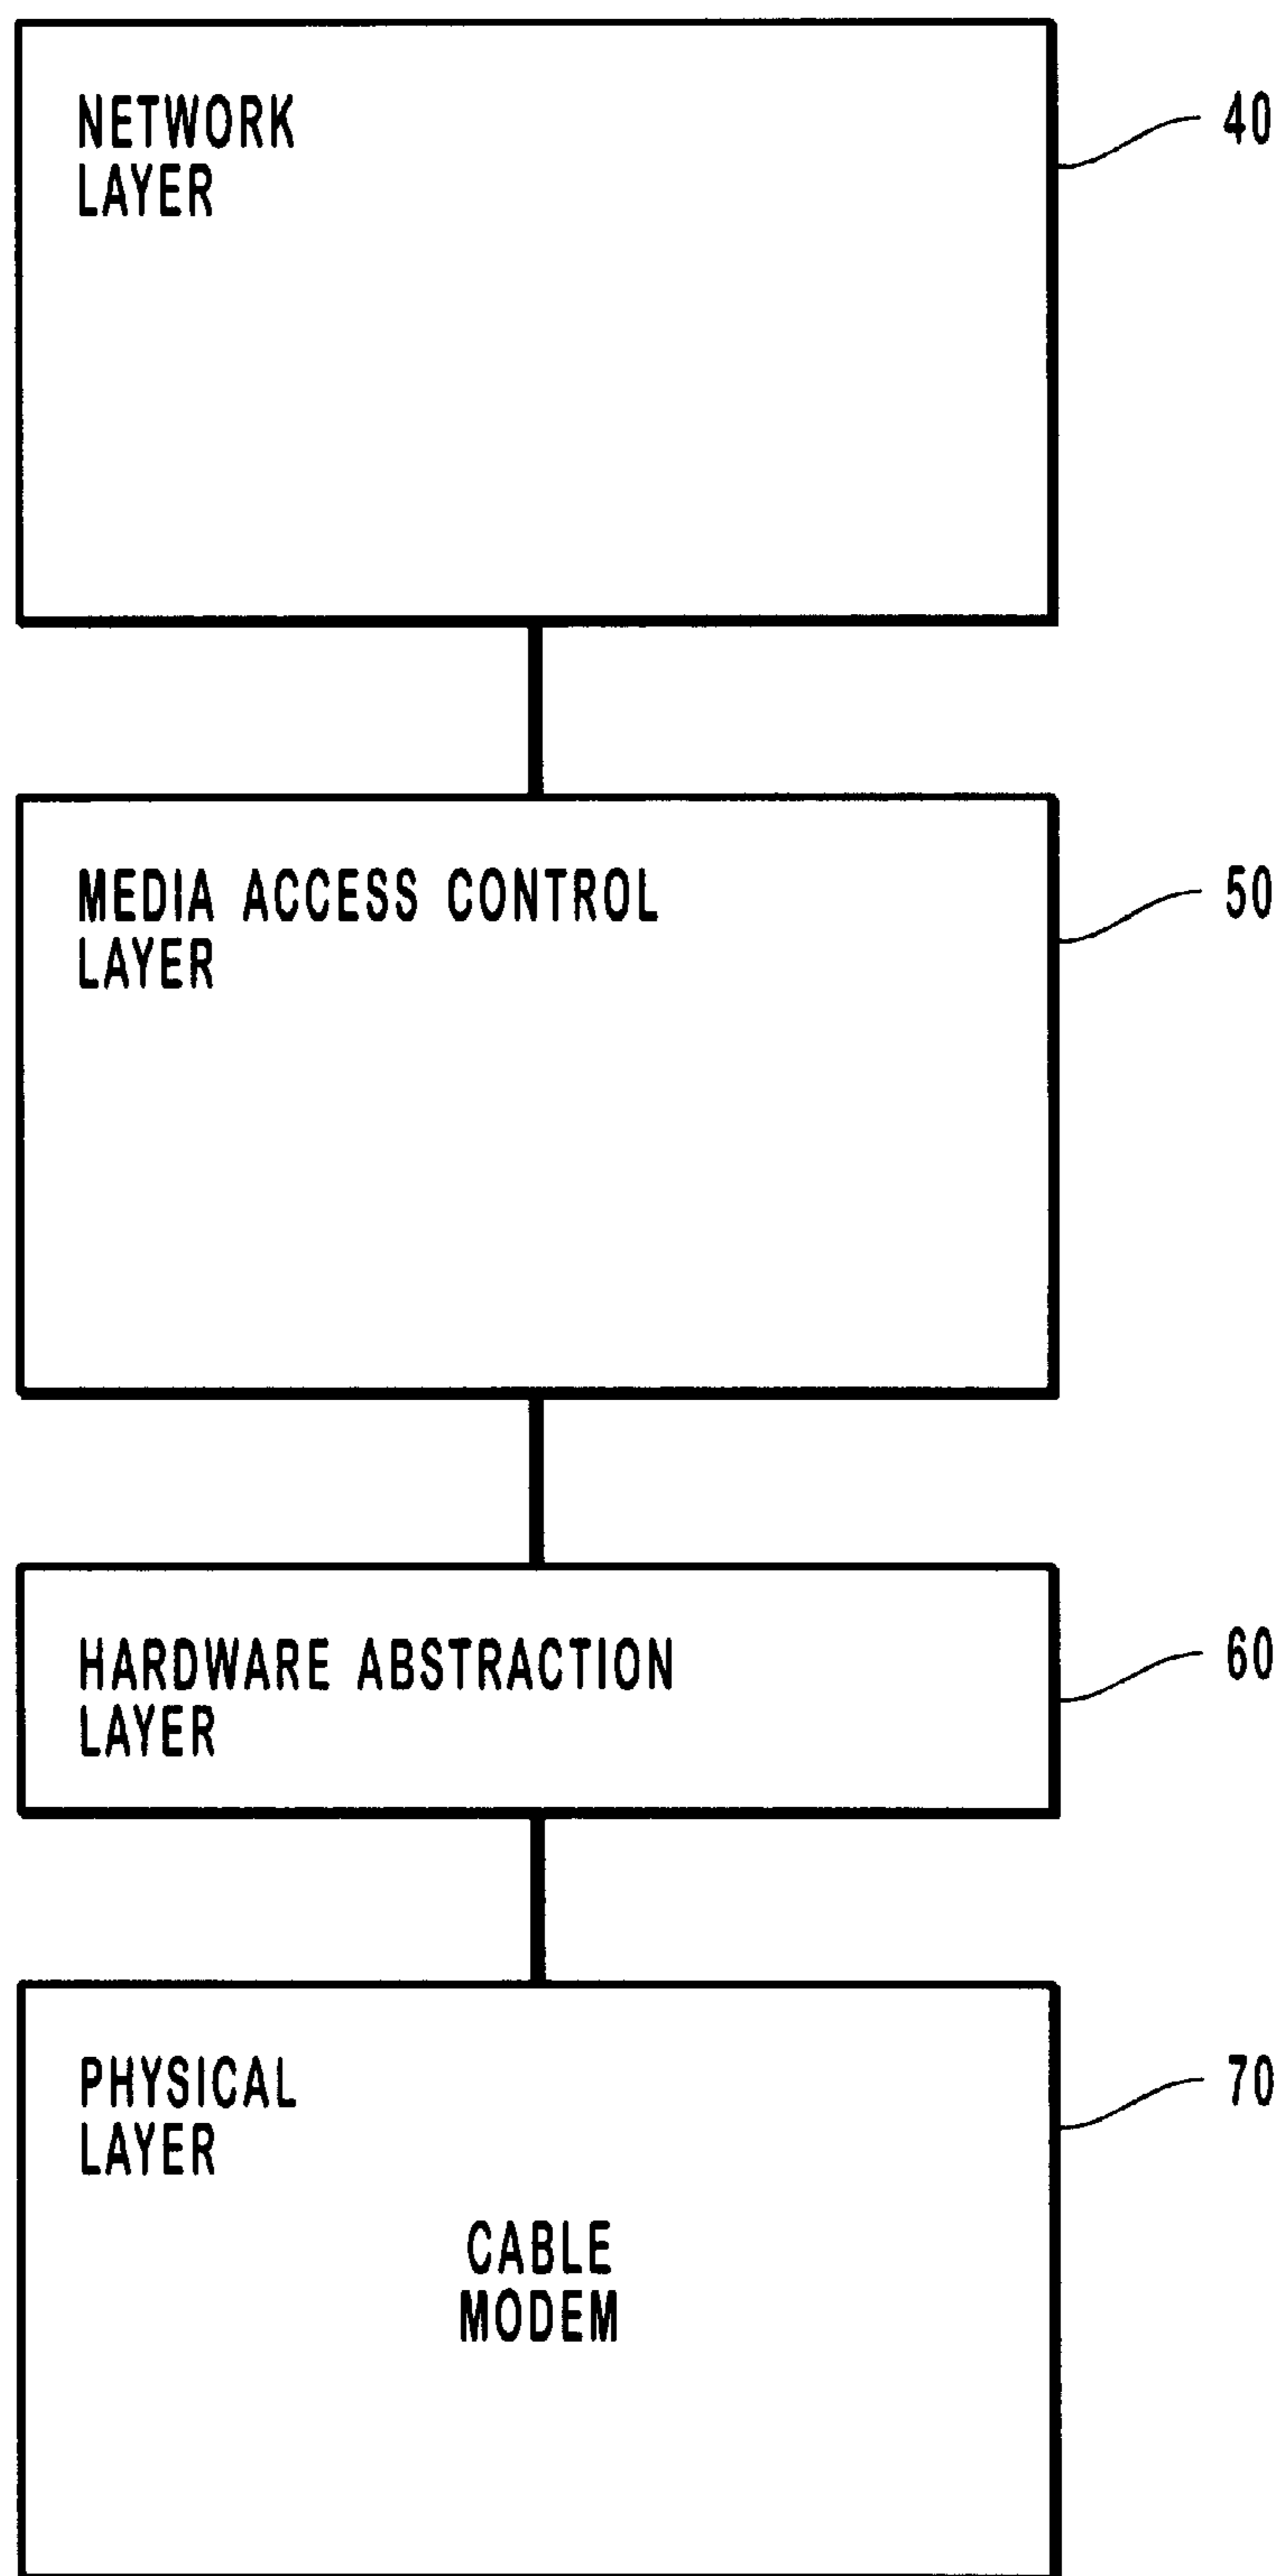 NETWORK
LAYER
40
MEDIA ACCESS CONTROL
LAYER
50
HARDWARE ABSTRACTION
LAYER
60
PHYSICAL
LAYER
70
CABLE
MODEM